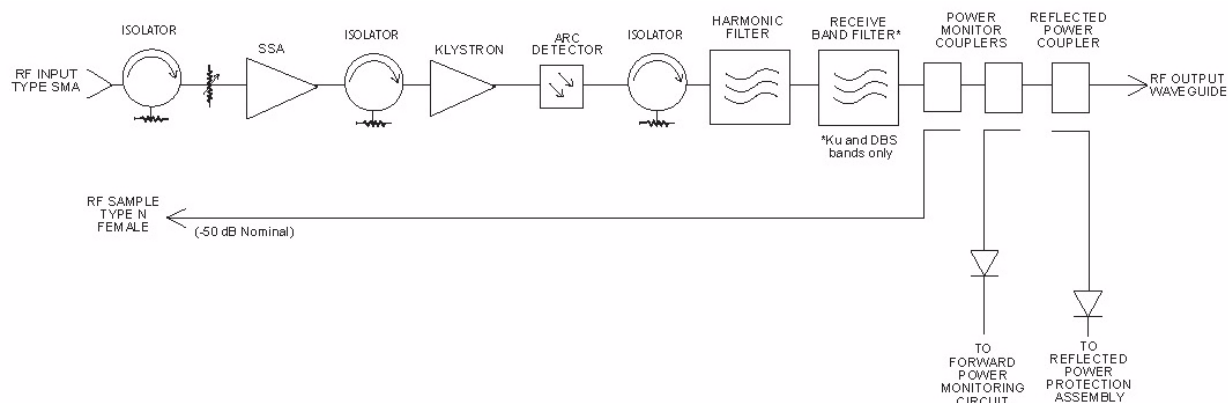 ISOLATOR
SSA
ISOLATOR
KLYSTRON
ARC
DETECTOR
ISOLATOR
HARMONIC
FILTER
RECEIVE
BAND FILTER*
POWER
MONITOR
COUPLERS
REFLECTED
POWER
COUPLER
RF INPUT
TYPE SMA
RF OUTPUT
WAVEGUIDE
*Ku and DBS
bands only
RF SAMPLE
TYPE N
FEMALE
(-50 dB Nominal)
TO
FORWARD
POWER
MONITORING
CIRCUIT
TO
REFLECTED
POWER
PROTECTION
ASSEMBLY